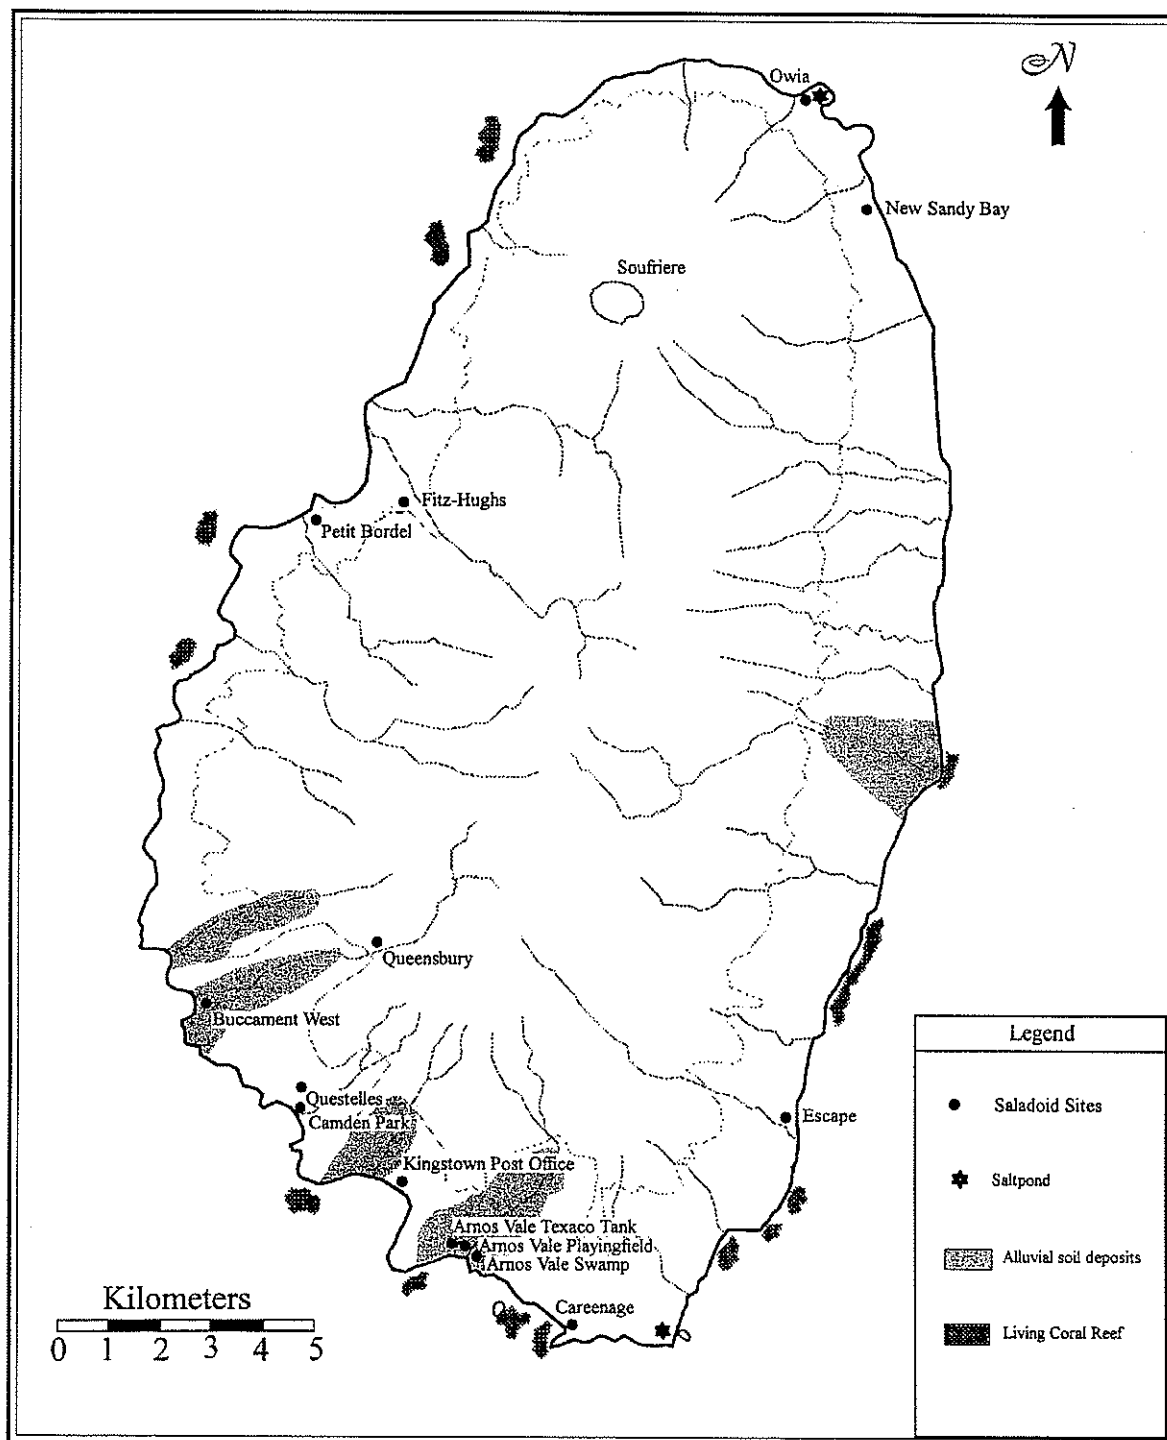 N
Owia
New Sandy Bay
Soufriere
Fitz-Hughs
Petit Bordel
Queensbury
Buccament West
Questelles
Camden Park
Escape
Kingstown Post Office
Arnos Vale Texaco Tank
Arnos Vale Playingfield
Arnos Vale Swamp
Careenage
Kilometers
0 1 2 3 4 5
Legend
Saladoid Sites
Saltpond
Alluvial soil deposits
Living Coral Reef